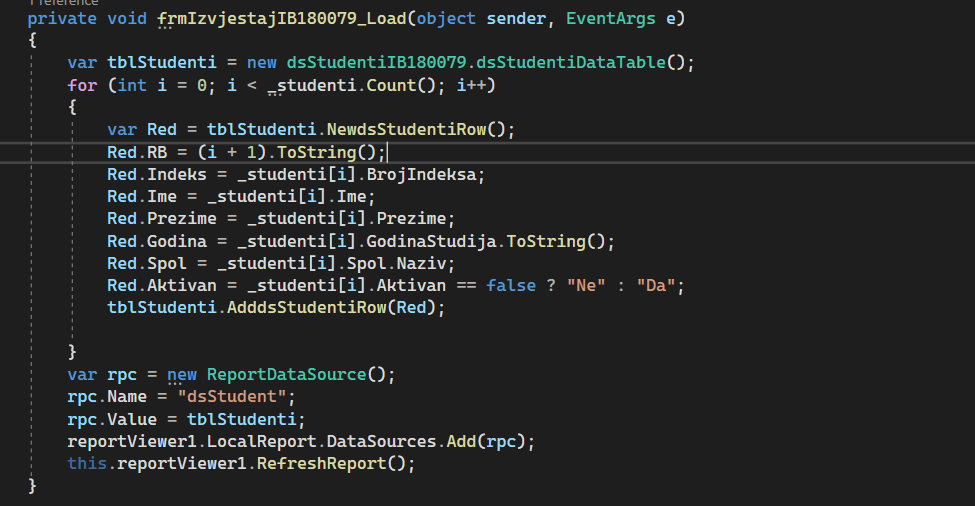 1 reference
private void frmIzvjestajIB180079_Load(object sender, EventArgs e)
{
var tblStudenti = new dsStudentiIB180079.dsStudentiDataTable();
for (int i = 0; i < _studenti.Count(); i++)
{
var Red = tblStudenti.NewdsStudentiRow();
Red.RB = (i + 1).ToString();
Red.Indeks = _studenti[i].BrojIndeksa;
Red.Ime = _studenti[i].Ime;
Red.Prezime = _studenti[i].Prezime;
Red.Godina = _studenti[i].GodinaStudija.ToString();
Red.Spol = _studenti[i].Spol.Naziv;
Red.Aktivan = _studenti[i].Aktivan == false ? "Ne" : "Da";
tblStudenti.AdddsStudentiRow(Red);
}
var rpc = new ReportDataSource();
rpc.Name = "dsStudent";
rpc.Value = tblStudenti;
reportViewer1.LocalReport.DataSources.Add(rpc);
this.reportViewer1.RefreshReport();
}